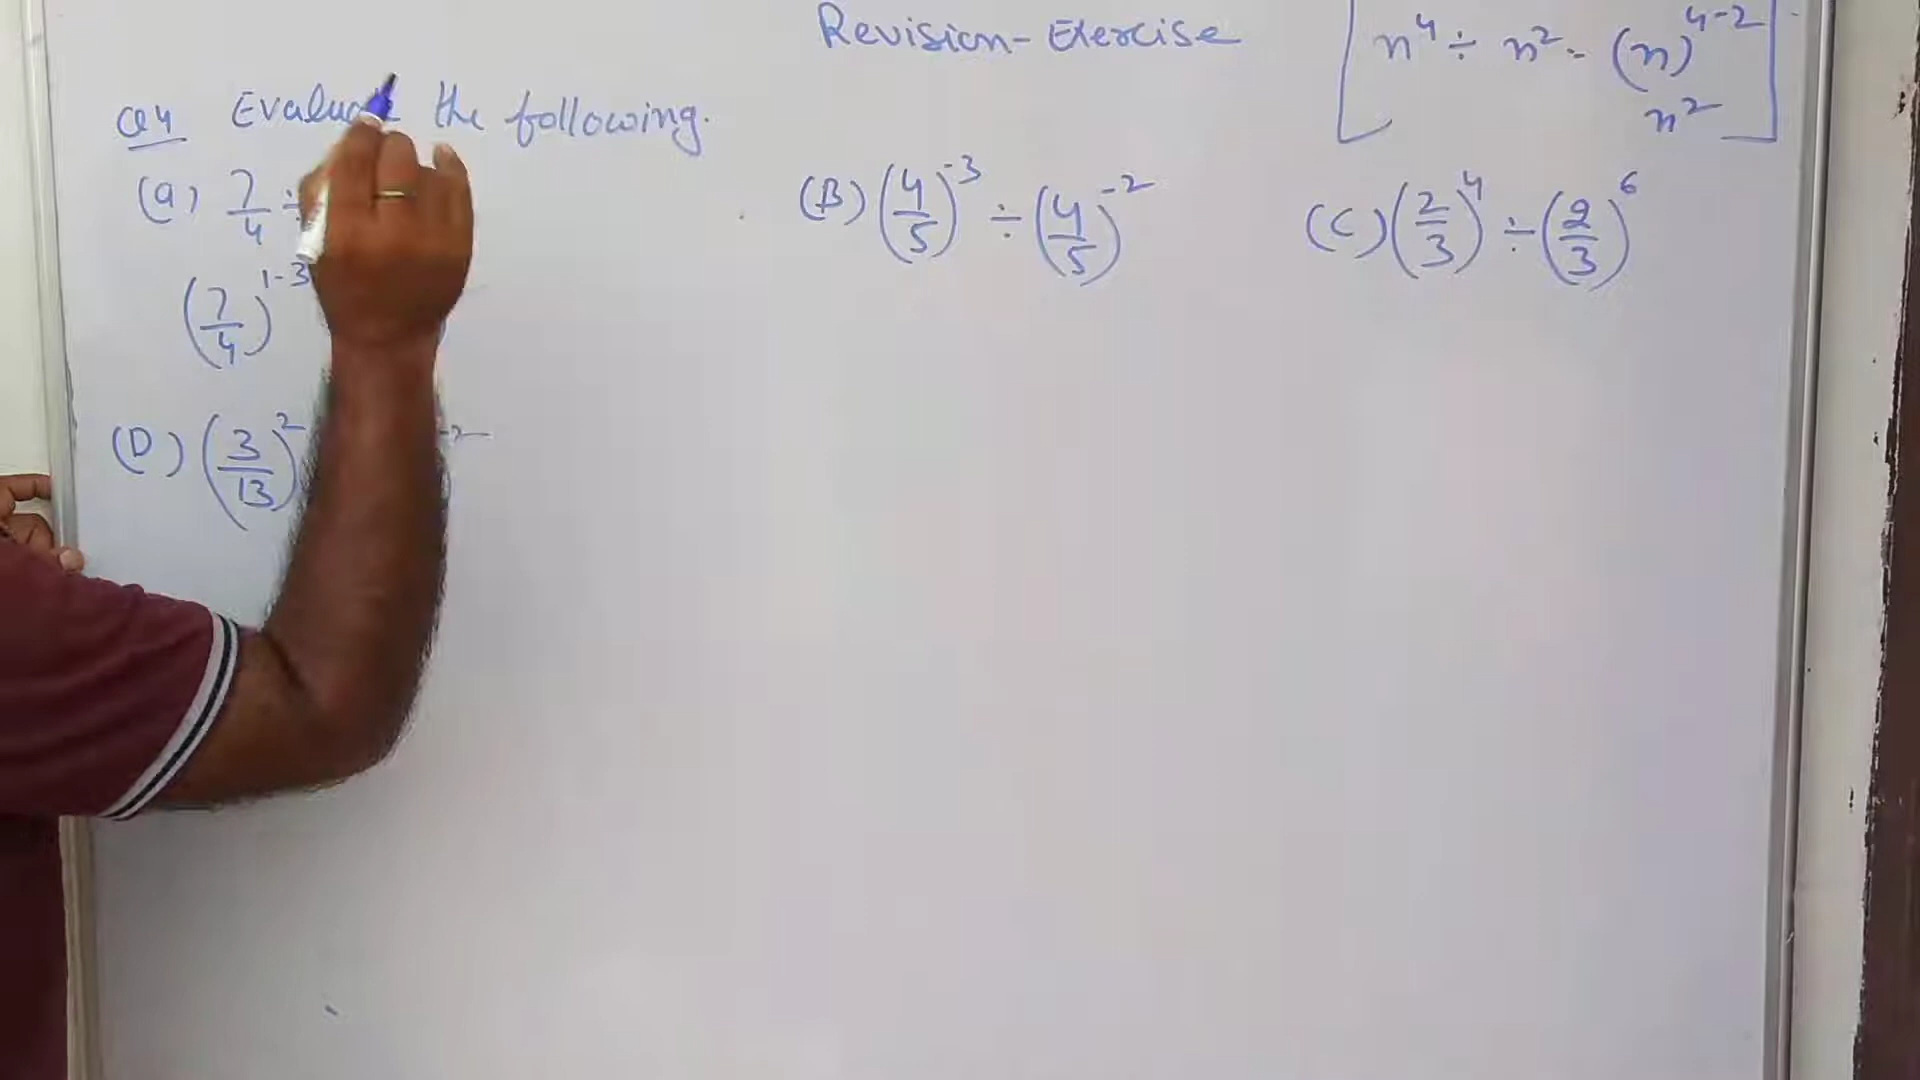 Revision-Exercise
n⁴ ÷ n² = (n)⁴⁻²
n²
Q4 Evaluate the following.
(a) 7/4 ÷
(7/4)¹⁻³
(B) (4/5)⁻³ ÷ (4/5)⁻²
(C) (2/3)⁴ ÷ (2/3)⁶
(D) (3/13)² ⁻²